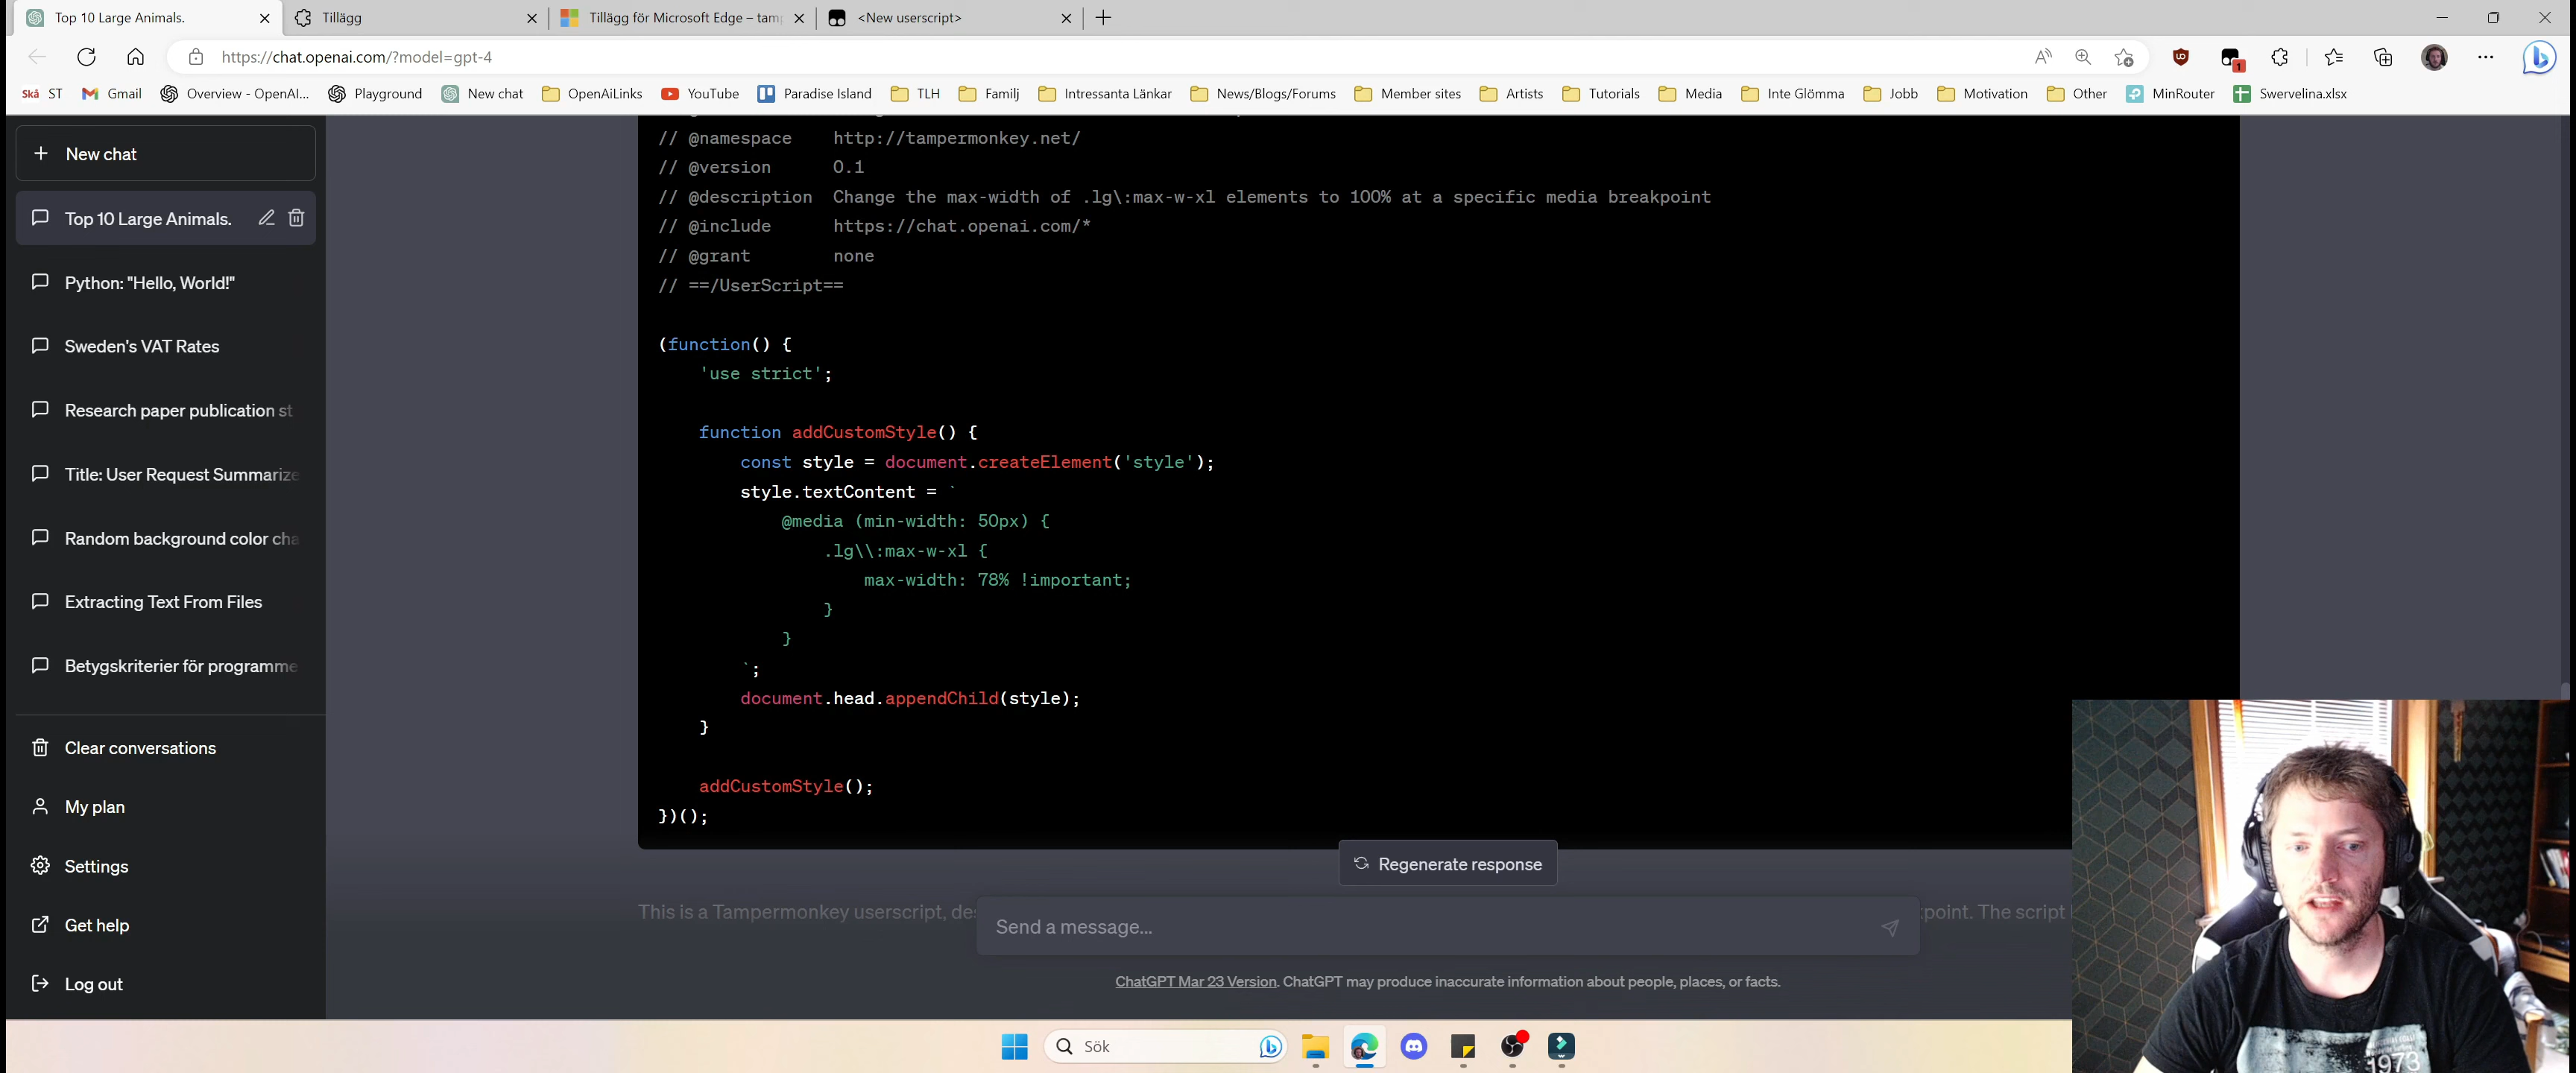 Top 10 Large Animals.
Tillägg
Tillägg för Microsoft Edge – tam
<New userscript>
https://chat.openai.com/?model=gpt-4
Skå ST
Gmail
Overview - OpenAI...
Playground
New chat
OpenAiLinks
YouTube
Paradise Island
TLH
Familj
Intressanta Länkar
News/Blogs/Forums
Member sites
Artists
Tutorials
Media
Inte Glömma
Jobb
Motivation
Other
MinRouter
Swervelina.xlsx
New chat
Top 10 Large Animals.
Python: "Hello, World!"
Sweden's VAT Rates
Research paper publication st
Title: User Request Summarize
Random background color cha
Extracting Text From Files
Betygskriterier för programme
Clear conversations
My plan
Settings
Get help
Log out
// @namespace    http://tampermonkey.net/
// @version      0.1
// @description  Change the max-width of .lg\:max-w-xl elements to 100% at a specific media breakpoint
// @include      https://chat.openai.com/*
// @grant        none
// ==/UserScript==
(function() {
    'use strict';
    function addCustomStyle() {
        const style = document.createElement('style');
        style.textContent = `
            @media (min-width: 50px) {
                .lg\\:max-w-xl {
                    max-width: 78% !important;
                }
            }
        `;
        document.head.appendChild(style);
    }
    addCustomStyle();
})();
Regenerate response
This is a Tampermonkey userscript, de
point. The script
Send a message...
ChatGPT Mar 23 Version. ChatGPT may produce inaccurate information about people, places, or facts.
Sök
1973